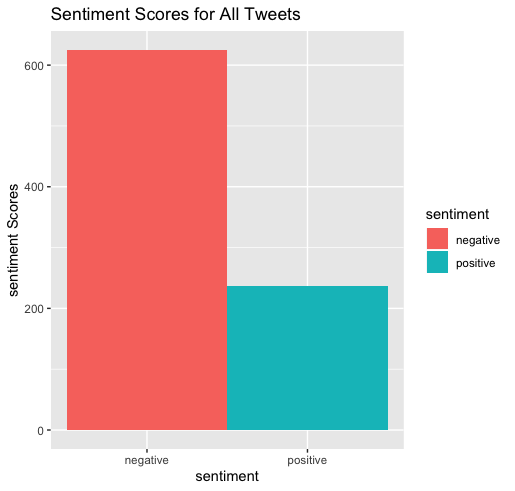 Sentiment Scores for All Tweets
sentiment Scores
600
400
200
0
negative
positive
sentiment
sentiment
negative
positive